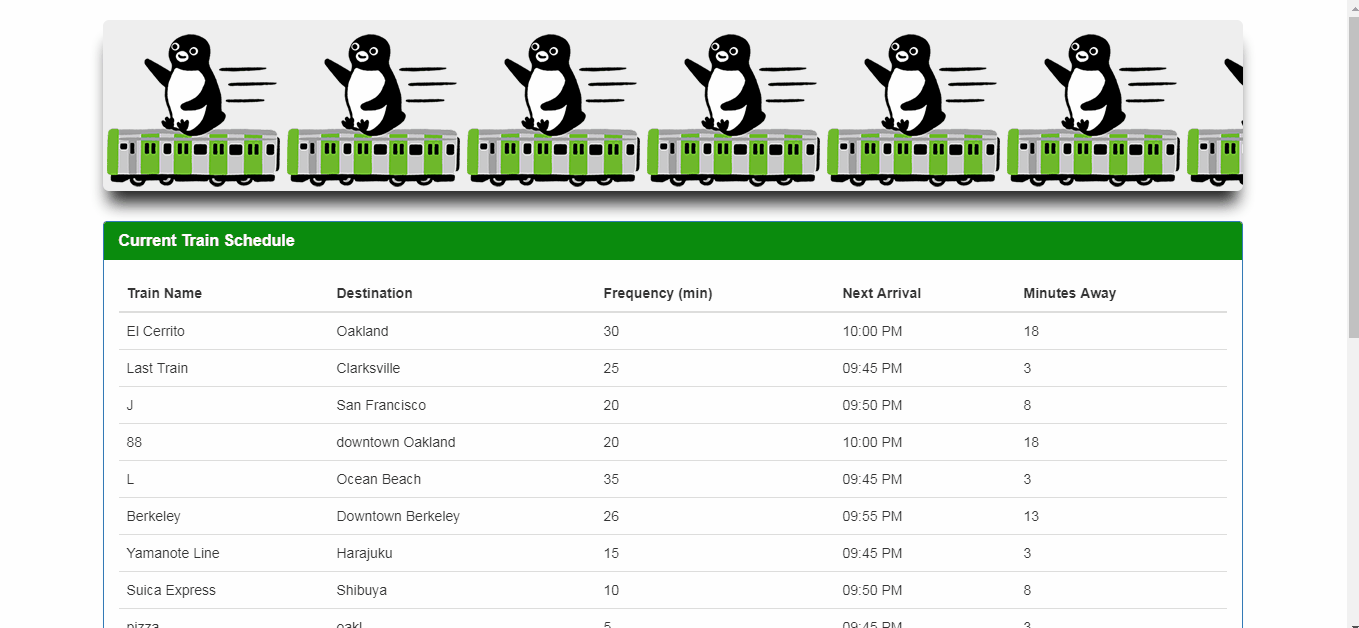 Current Train Schedule
Train Name Destination Frequency (min) Next Arrival Minutes Away
El Cerrito Oakland 30 10:00 PM 18
Last Train Clarksville 25 09:45 PM 3
J San Francisco 20 09:50 PM 8
88 downtown Oakland 20 10:00 PM 18
L Ocean Beach 35 09:45 PM 3
Berkeley Downtown Berkeley 26 09:55 PM 13
Yamanote Line Harajuku 15 09:45 PM 3
Suica Express Shibuya 10 09:50 PM 8
pizza oakl 5 09:45 PM 3